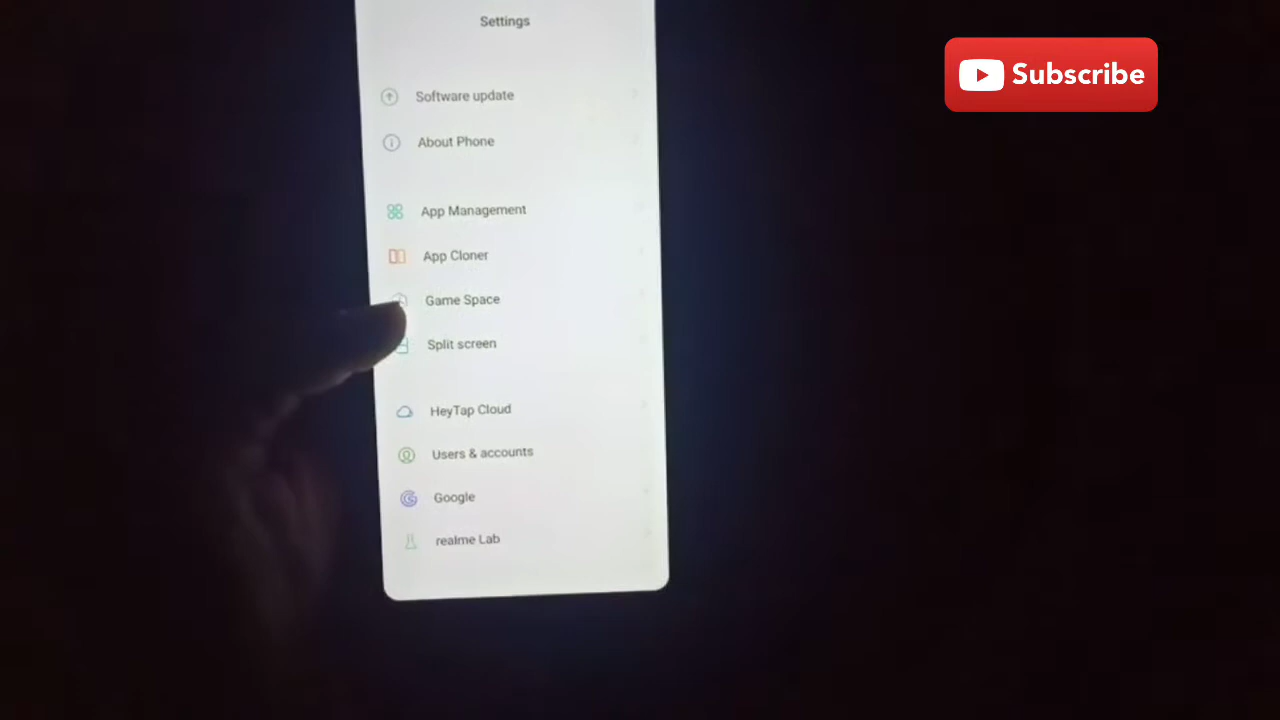 Settings
Subscribe
Software update
About Phone
App Management
App Cloner
Game Space
Split screen
HeyTap Cloud
Users & accounts
Google
realme Lab